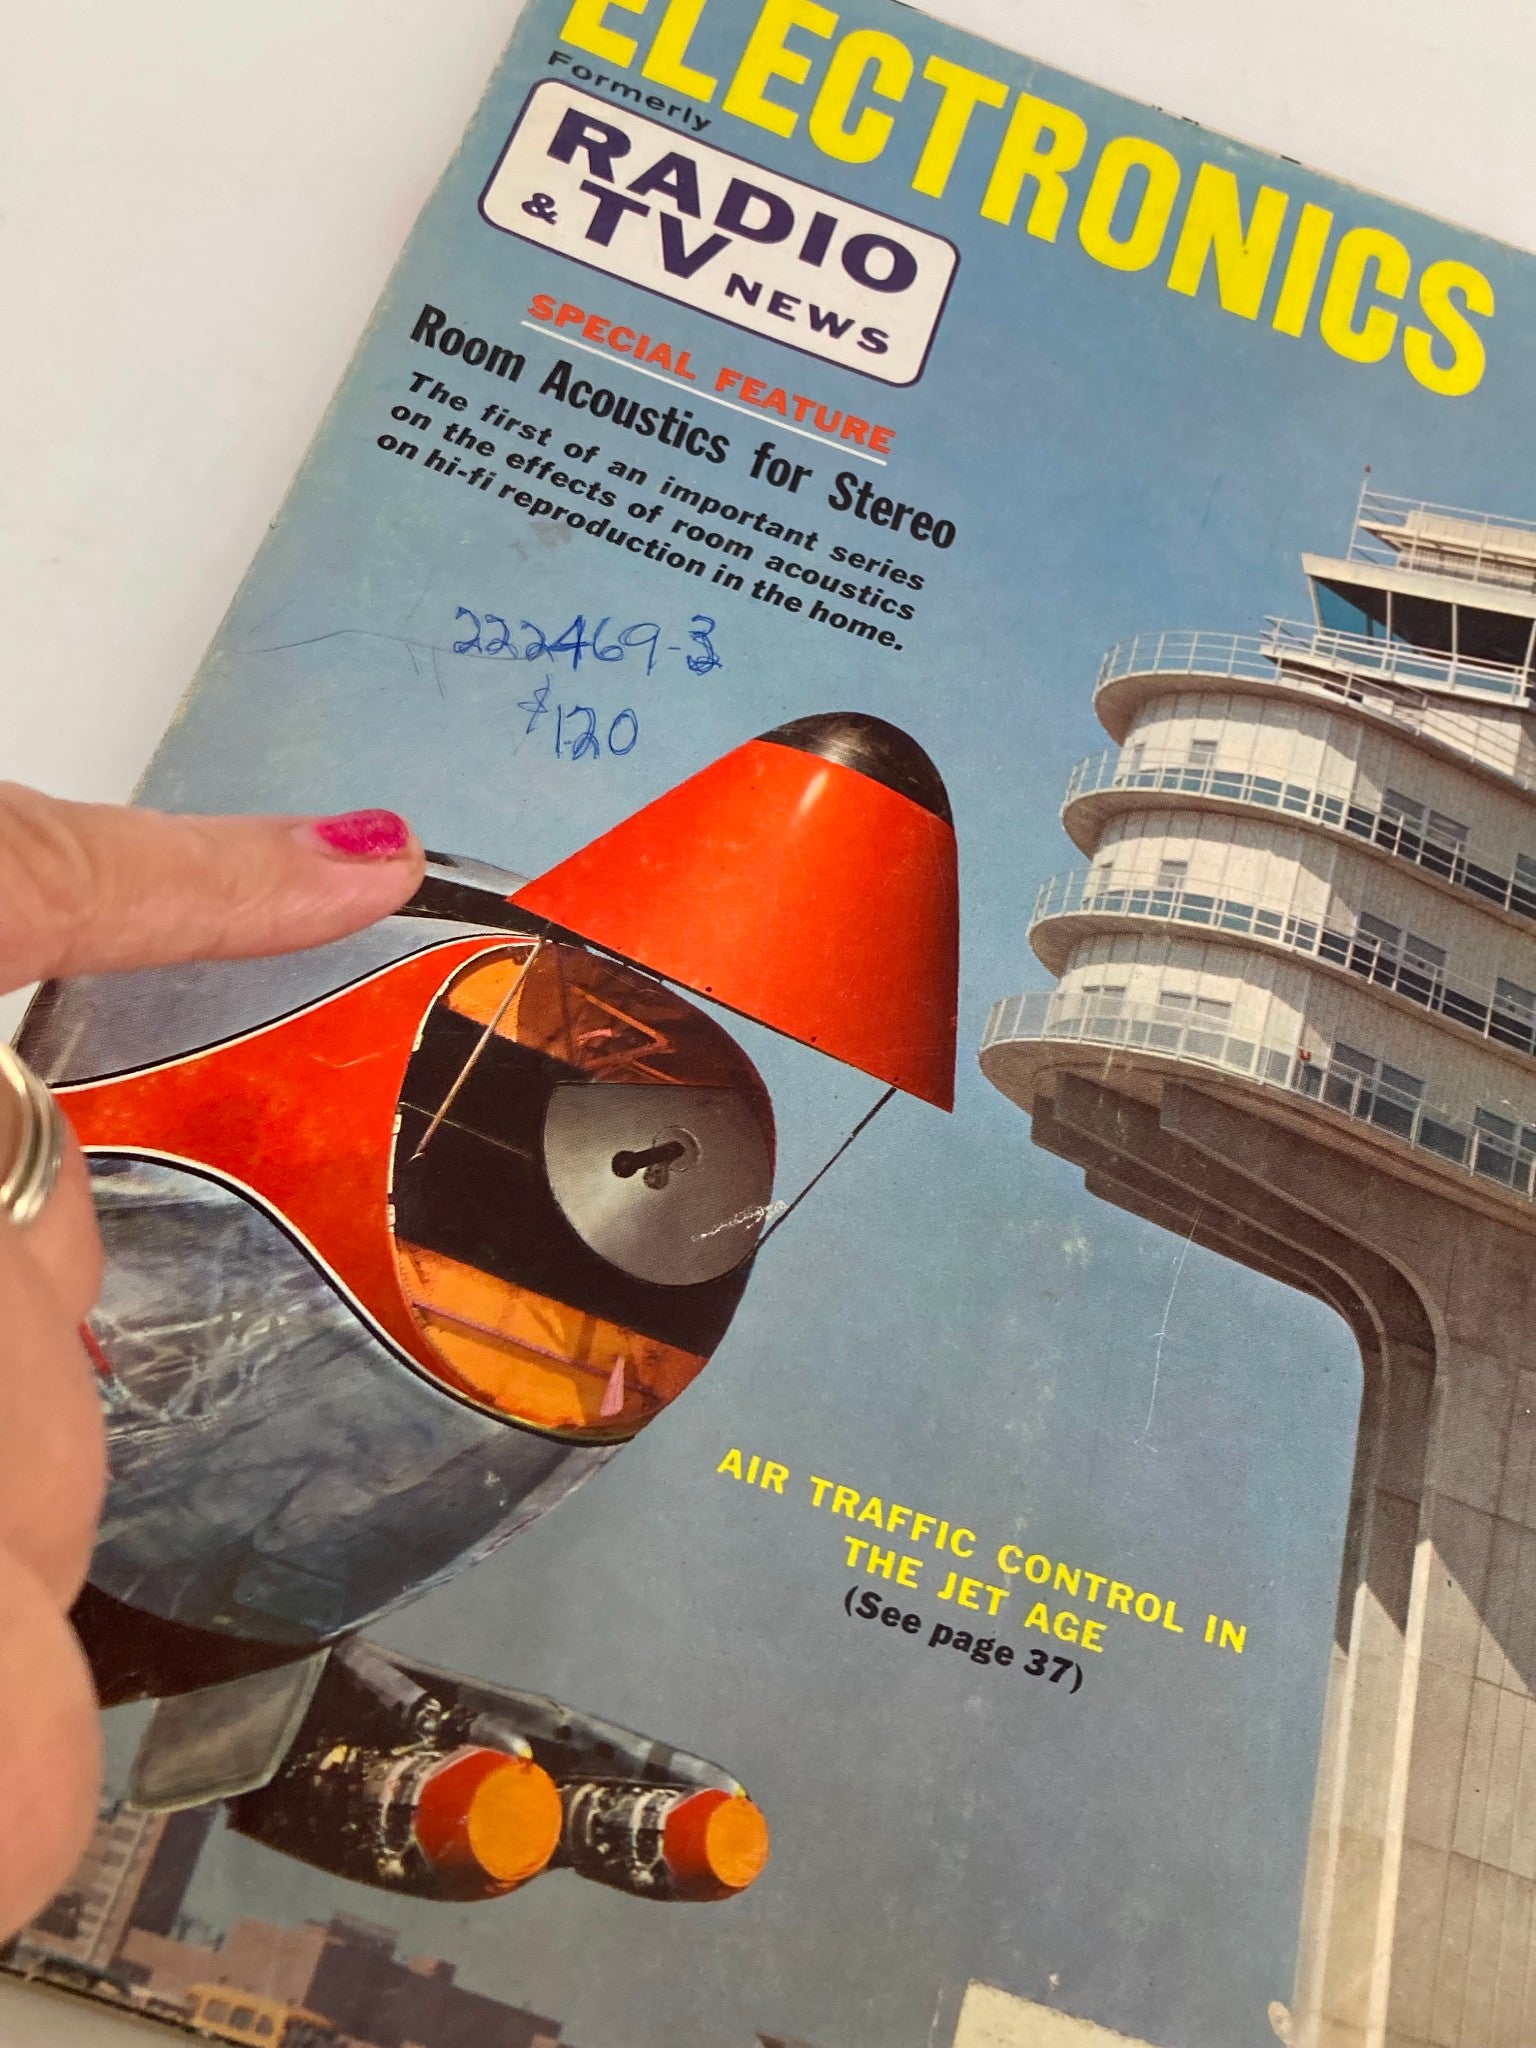 ELECTRONICS
Formerly
RADIO
& TV NEWS
SPECIAL FEATURE
Room Acoustics for Stereo
The first of an important series
on the effects of room acoustics
on hi-fi reproduction in the home.
222469-3
$120
AIR TRAFFIC CONTROL IN
THE JET AGE
(See page 37)